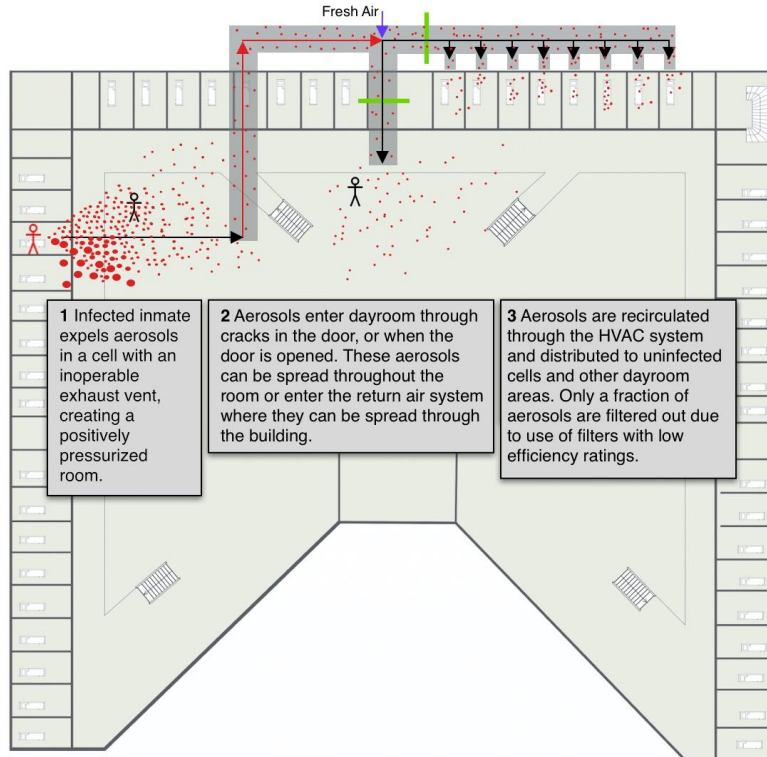 Fresh Air
1 Infected inmate
expels aerosols
in a cell with an
inoperable
exhaust vent,
creating a
positively
pressurized
room.
2 Aerosols enter dayroom through
cracks in the door, or when the
door is opened. These aerosols
can be spread throughout the
room or enter the return air system
where they can be spread through
the building.
3 Aerosols are recirculated
through the HVAC system
and distributed to uninfected
cells and other dayroom
areas. Only a fraction of
aerosols are filtered out due
to use of filters with low
efficiency ratings.